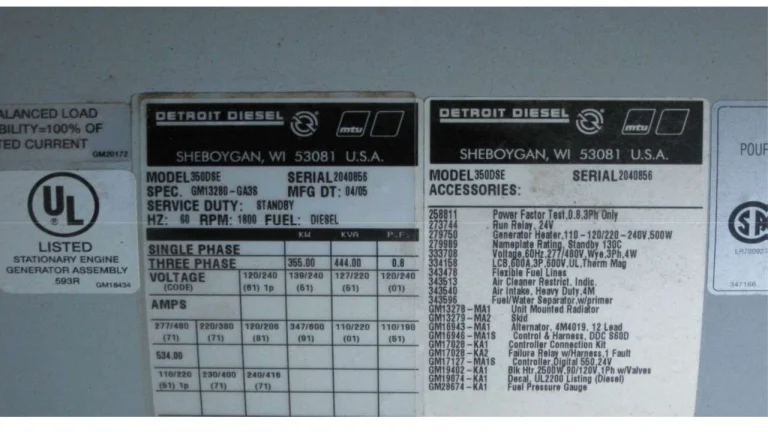 ALANCED LOAD
BILITY=100% OF
TED CURRENT
GM20172
UL
LISTED
STATIONARY ENGINE
GENERATOR ASSEMBLY
593R
GM18434
DETROIT DIESEL
mtu
SHEBOYGAN, WI 53081 U.S.A.
MODEL 350DSE SERIAL 2040856
SPEC. GM13280-GA3S MFG DT: 04/05
SERVICE DUTY: STANDBY
HZ: 60 RPM: 1800 FUEL: DIESEL
KW KVA P.F.
SINGLE PHASE
THREE PHASE 355.00 444.00 0.8
VOLTAGE 120/240 139/240 127/220 120/240
(CODE) (61) 1p (61) (61) (01)
AMPS
277/480 220/380 120/208 347/600 110/220 110/190
(71) (71) (61) (91) (01) (61)
534.00
110/220 230/400 240/416
(61) 1p (71) (71)
DETROIT DIESEL
mtu
SHEBOYGAN, WI 53081 U.S.A.
MODEL 350DSE SERIAL 2040856
ACCESSORIES:
258811 Power Factor Test,0.8,3Ph Only
273744 Run Relay, 24V
279750 Generator Heater,110-120/220-240V,500W
279989 Nameplate Rating, Standby 130C
333708 Voltage,60Hz,277/480V,Wye,3Ph,4W
334158 LCB,600A,3P,600V,UL,Therm Mag
343478 Flexible Fuel Lines
343513 Air Cleaner Restrict. Indic.
343540 Air Intake, Heavy Duty,4M
343596 Fuel/Water Separator,w/primer
GM13278-MA1 Unit Mounted Radiator
GM13279-MA2 Skid
GM16943-MA1 Alternator, 4M4019, 12 Lead
GM16946-MA1S Control & Harness, DDC S60D
GM17028-KA1 Controller Connection Kit
GM17028-KA2 Failure Relay w/Harness,1 Fault
GM17127-MA1S Controller,Digital 550,24V
GM19402-KA1 Blk Htr,2500W,90/120V,1Ph w/Valves
GM19874-KA1 Decal, UL2200 Listing (Diesel)
GM28674-KA1 Fuel Pressure Gauge
POUR
SA
347166